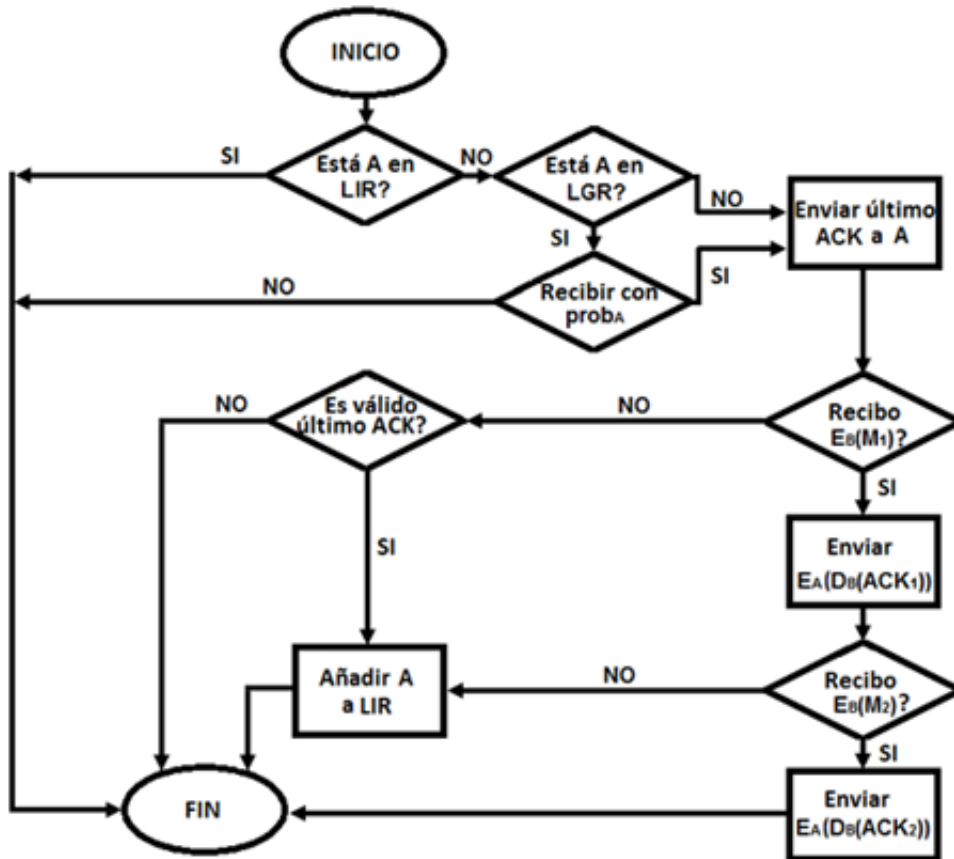 INICIO
SI
Está A en
LIR?
NO
Está A en
LGR?
NO
Enviar último
ACK a A
SI
SI
NO
Recibir con
probA
NO
Es válido
último ACK?
NO
Recibo
EB(M1)?
SI
SI
Enviar
EA(DB(ACK1))
Añadir A
a LIR
NO
Recibo
EB(M2)?
SI
FIN
Enviar
EA(DB(ACK2))